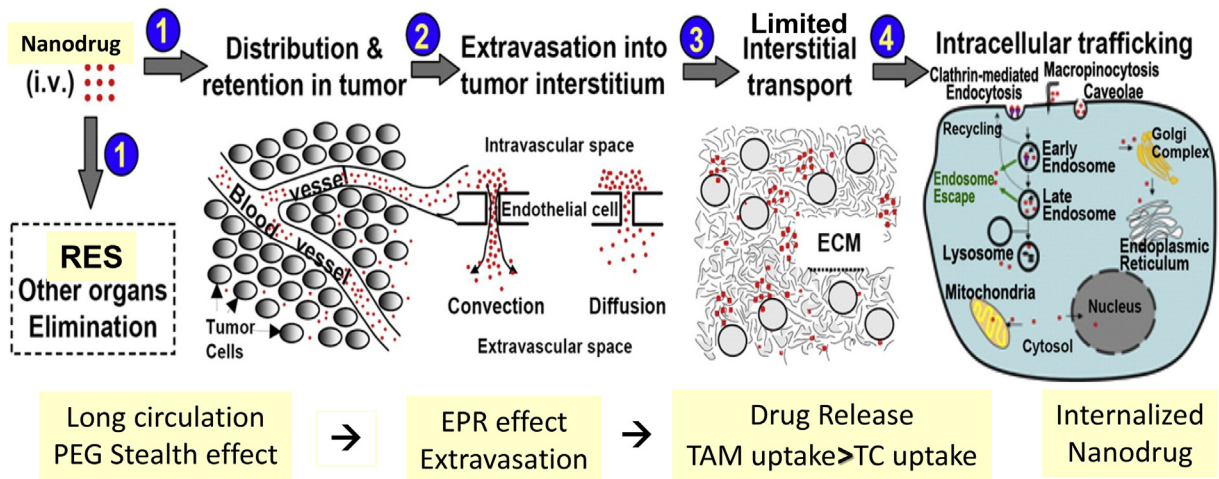 Nanodrug
(i.v.)
1
Distribution &
retention in tumor
2
Extravasation into
tumor interstitium
3
Limited
Interstitial
transport
4
Intracellular trafficking
1
RES
Other organs
Elimination
Blood vessel
vessel
Tumor
Cells
Intravascular space
Endothelial cell
Convection
Diffusion
Extravascular space
ECM
Clathrin-mediated
Endocytosis
Macropinocytosis
Caveolae
Recycling
Early
Endosome
Golgi
Complex
Endosome
Escape
Late
Endosome
Lysosome
Endoplasmic
Reticulum
Mitochondria
Nucleus
Cytosol
Long circulation
PEG Stealth effect
→
EPR effect
Extravasation
→
Drug Release
TAM uptake>TC uptake
Internalized
Nanodrug